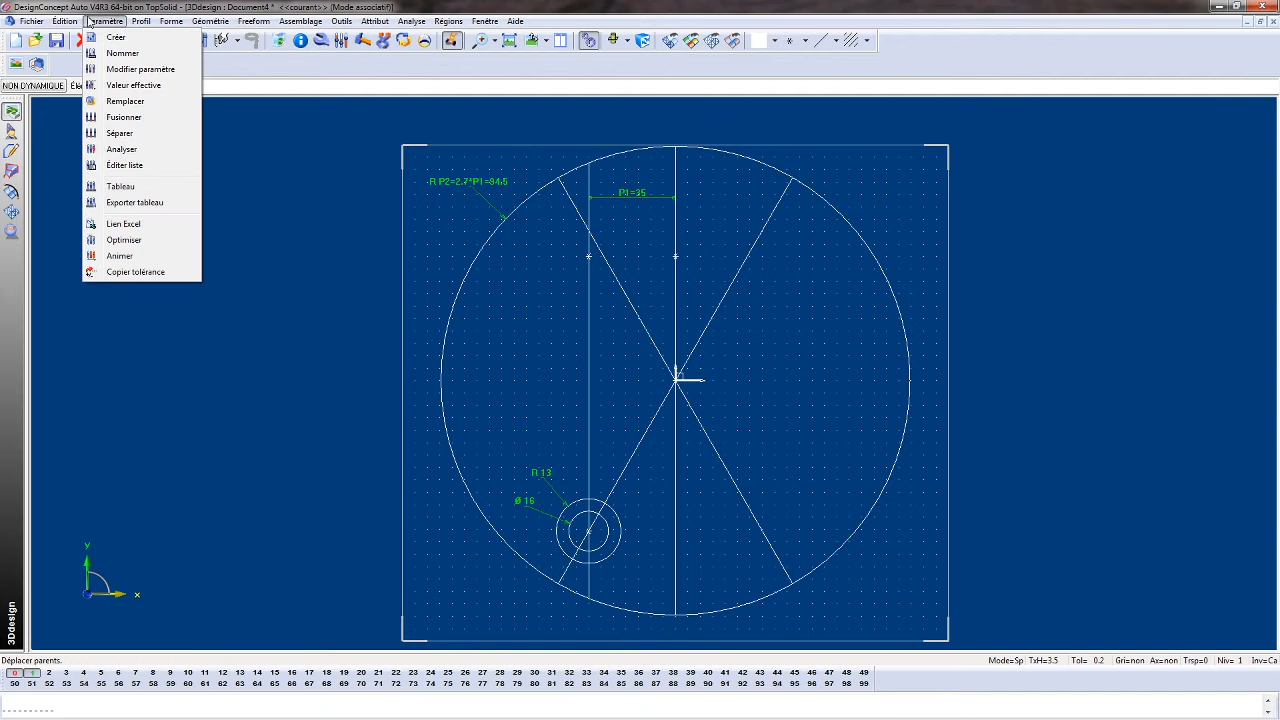 DesignConcept Auto V4R3 64-bit on TopSolid - [3Ddesign : Document4 * <<courant>> (Mode associatif)]
Fichier Édition Paramètre Profil Forme Géométrie Freeform Assemblage Outils Attribut Analyse Régions Fenêtre Aide
Créer
Nommer
Modifier paramètre
NON DYNAMIQUE
Valeur effective
Remplacer
Fusionner
Séparer
Analyser
Éditer liste
Tableau
Exporter tableau
Lien Excel
Optimiser
Animer
Copier tolérance
R P2=2.7*P1=94.5
P1=35
R 13
Ø 16
y
x
3Ddesign
Déplacer parents.
Mode=Sp TxH=3.5 Tol= 0.2 Gri=non Ax=non Trsp=0 Niv= 1 Inv=Ca
0 1 2 3 4 5 6 7 8 9 10 11 12 13 14 15 16 17 18 19 20 21 22 23 24 25 26 27 28 29 30 31 32 33 34 35 36 37 38 39 40 41 42 43 44 45 46 47 48 49
50 51 52 53 54 55 56 57 58 59 60 61 62 63 64 65 66 67 68 69 70 71 72 73 74 75 76 77 78 79 80 81 82 83 84 85 86 87 88 89 90 91 92 93 94 95 96 97 98 99
----------